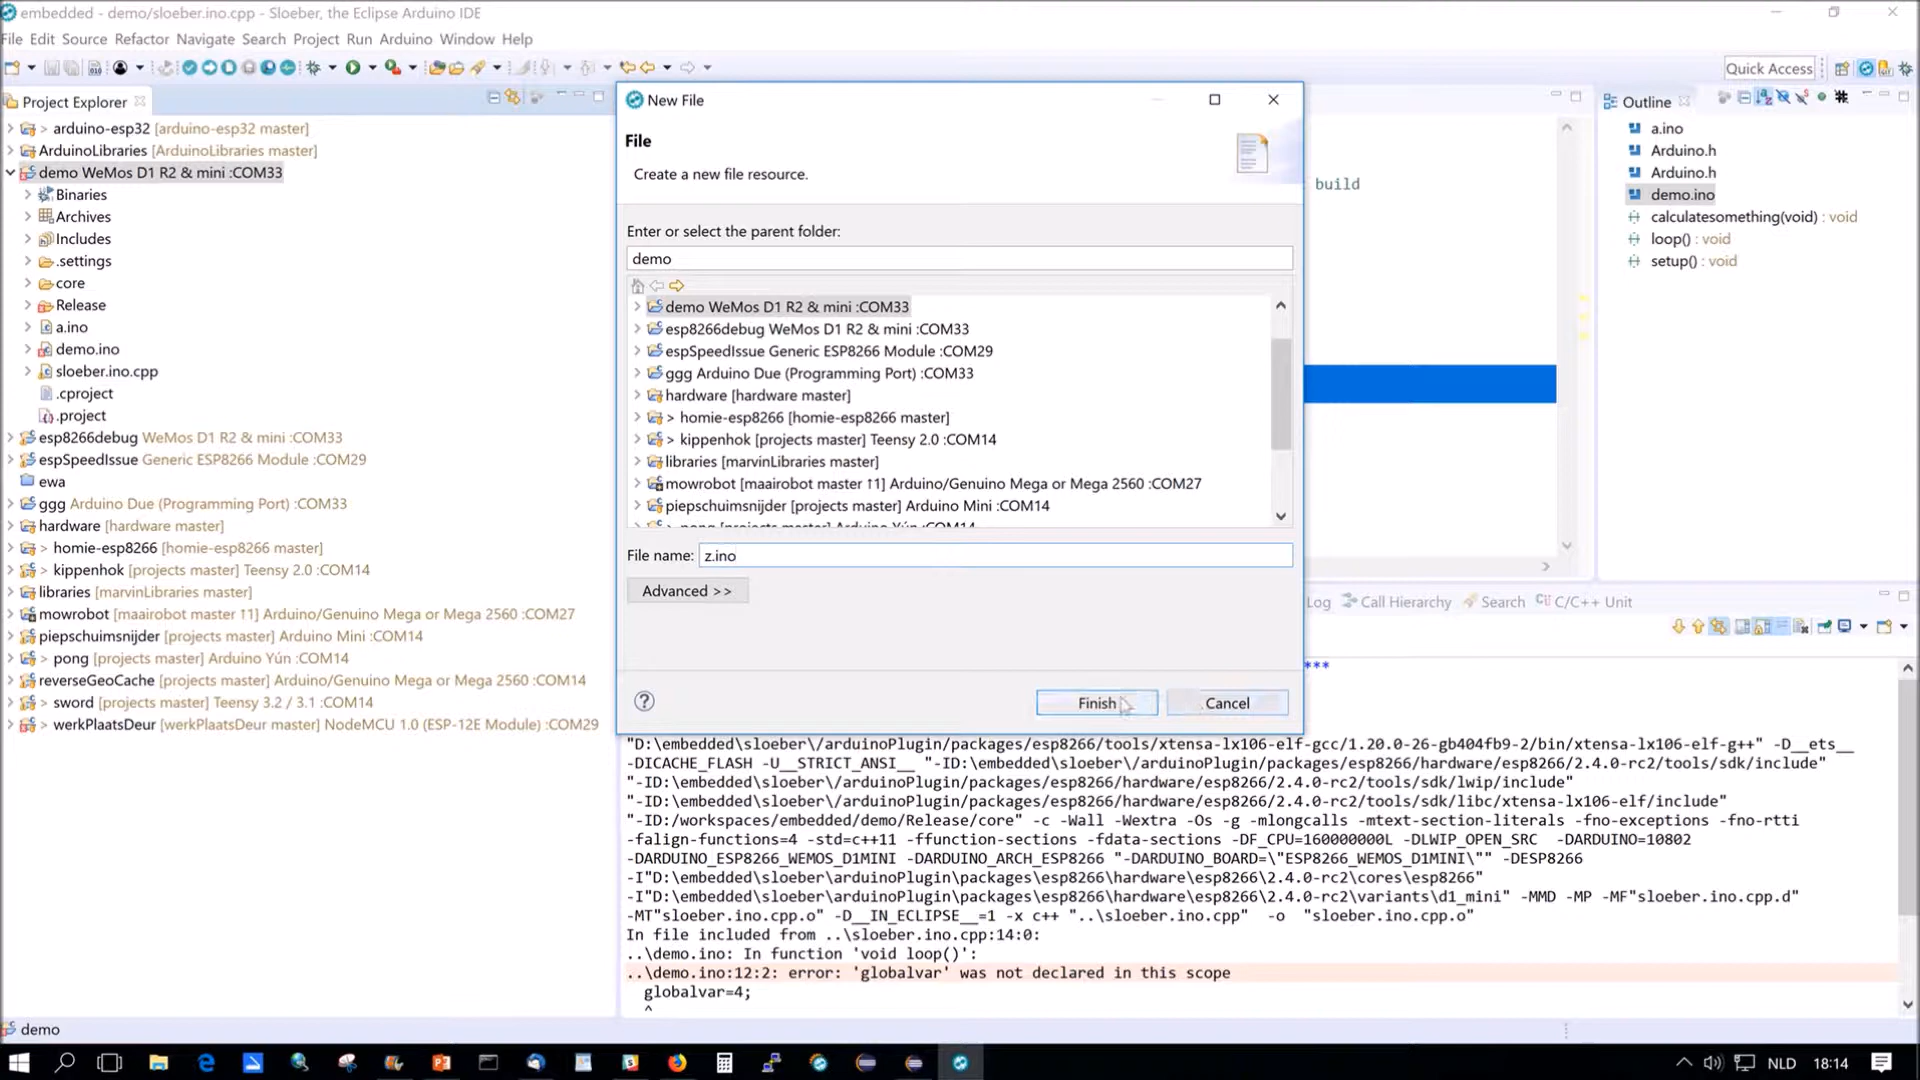 embedded - demo/sloeber.ino.cpp - Sloeber, the Eclipse Arduino IDE
File Edit Source Refactor Navigate Search Project Run Arduino Window Help
Quick Access
Project Explorer
> arduino-esp32 [arduino-esp32 master]
ArduinoLibraries [ArduinoLibraries master]
demo WeMos D1 R2 & mini :COM33
Binaries
Archives
Includes
.settings
core
Release
a.ino
demo.ino
sloeber.ino.cpp
.cproject
.project
esp8266debug WeMos D1 R2 & mini :COM33
espSpeedIssue Generic ESP8266 Module :COM29
ewa
ggg Arduino Due (Programming Port) :COM33
hardware [hardware master]
> homie-esp8266 [homie-esp8266 master]
> kippenhok [projects master] Teensy 2.0 :COM14
libraries [marvinLibraries master]
mowrobot [maairobot master ↑1] Arduino/Genuino Mega or Mega 2560 :COM27
piepschuimsnijder [projects master] Arduino Mini :COM14
> pong [projects master] Arduino Yún :COM14
reverseGeoCache [projects master] Arduino/Genuino Mega or Mega 2560 :COM14
> sword [projects master] Teensy 3.2 / 3.1 :COM14
> werkPlaatsDeur [werkPlaatsDeur master] NodeMCU 1.0 (ESP-12E Module) :COM29
New File
File
Create a new file resource.
Enter or select the parent folder:
demo
demo WeMos D1 R2 & mini :COM33
esp8266debug WeMos D1 R2 & mini :COM33
espSpeedIssue Generic ESP8266 Module :COM29
ggg Arduino Due (Programming Port) :COM33
hardware [hardware master]
> homie-esp8266 [homie-esp8266 master]
> kippenhok [projects master] Teensy 2.0 :COM14
libraries [marvinLibraries master]
mowrobot [maairobot master ↑1] Arduino/Genuino Mega or Mega 2560 :COM27
piepschuimsnijder [projects master] Arduino Mini :COM14
> pong [projects master] Arduino Yún :COM14
File name: z.ino
Advanced >>
Finish
Cancel
build
Outline
a.ino
Arduino.h
Arduino.h
demo.ino
calculatesomething(void) : void
loop() : void
setup() : void
Log Call Hierarchy Search C/C++ Unit
***
"D:\embedded\sloeber\/arduinoPlugin/packages/esp8266/tools/xtensa-lx106-elf-gcc/1.20.0-26-gb404fb9-2/bin/xtensa-lx106-elf-g++" -D__ets__
-DICACHE_FLASH -U__STRICT_ANSI__ "-ID:\embedded\sloeber\/arduinoPlugin/packages/esp8266/hardware/esp8266/2.4.0-rc2/tools/sdk/include"
"-ID:\embedded\sloeber\/arduinoPlugin/packages/esp8266/hardware/esp8266/2.4.0-rc2/tools/sdk/lwip/include"
"-ID:\embedded\sloeber\/arduinoPlugin/packages/esp8266/hardware/esp8266/2.4.0-rc2/tools/sdk/libc/xtensa-lx106-elf/include"
"-ID:/workspaces/embedded/demo/Release/core" -c -Wall -Wextra -Os -g -mlongcalls -mtext-section-literals -fno-exceptions -fno-rtti
-falign-functions=4 -std=c++11 -ffunction-sections -fdata-sections -DF_CPU=160000000L -DLWIP_OPEN_SRC  -DARDUINO=10802
-DARDUINO_ESP8266_WEMOS_D1MINI -DARDUINO_ARCH_ESP8266 "-DARDUINO_BOARD=\"ESP8266_WEMOS_D1MINI\"" -DESP8266
-I"D:\embedded\sloeber\arduinoPlugin\packages\esp8266\hardware\esp8266\2.4.0-rc2\cores\esp8266"
-I"D:\embedded\sloeber\arduinoPlugin\packages\esp8266\hardware\esp8266\2.4.0-rc2\variants\d1_mini" -MMD -MP -MF"sloeber.ino.cpp.d"
-MT"sloeber.ino.cpp.o" -D__IN_ECLIPSE__=1 -x c++ "..\sloeber.ino.cpp"  -o  "sloeber.ino.cpp.o"
In file included from ..\sloeber.ino.cpp:14:0:
..\demo.ino: In function 'void loop()':
..\demo.ino:12:2: error: 'globalvar' was not declared in this scope
globalvar=4;
^
demo
NLD 18:14